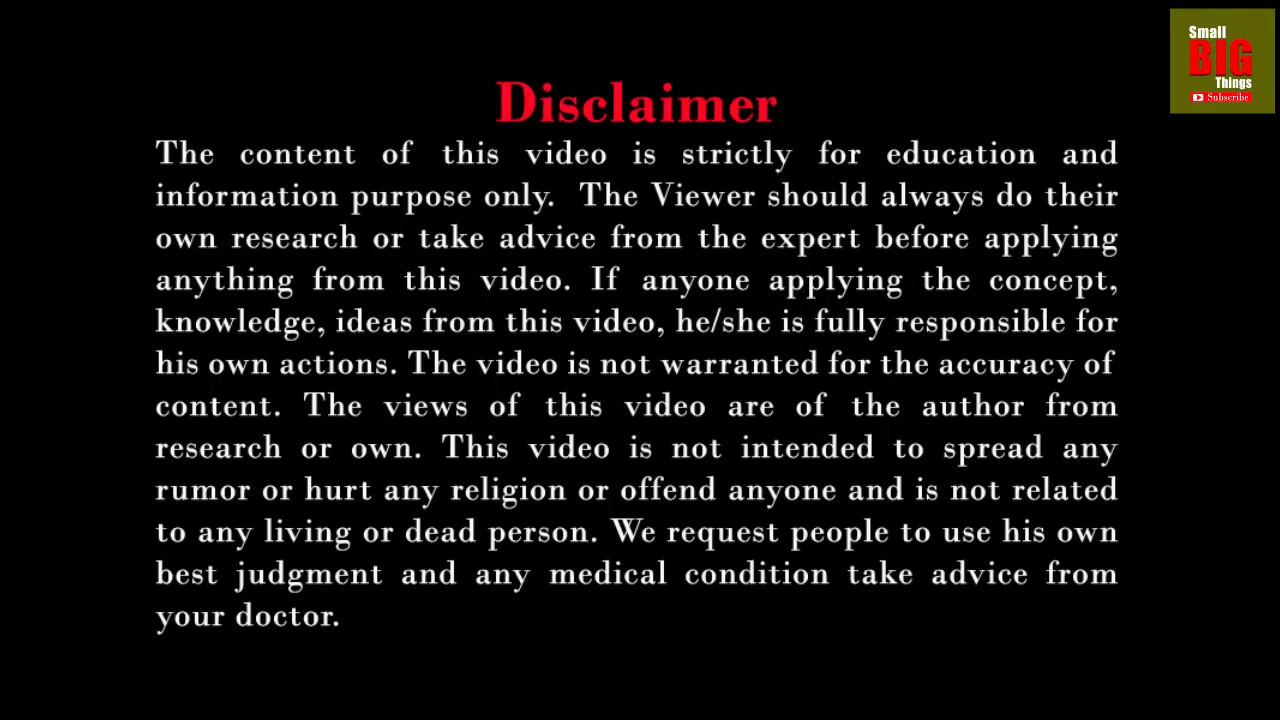 Small
BIG
Things
Subscribe
Disclaimer
The content of this video is strictly for education and
information purpose only. The Viewer should always do their
own research or take advice from the expert before applying
anything from this video. If anyone applying the concept,
knowledge, ideas from this video, he/she is fully responsible for
his own actions. The video is not warranted for the accuracy of
content. The views of this video are of the author from
research or own. This video is not intended to spread any
rumor or hurt any religion or offend anyone and is not related
to any living or dead person. We request people to use his own
best judgment and any medical condition take advice from
your doctor.